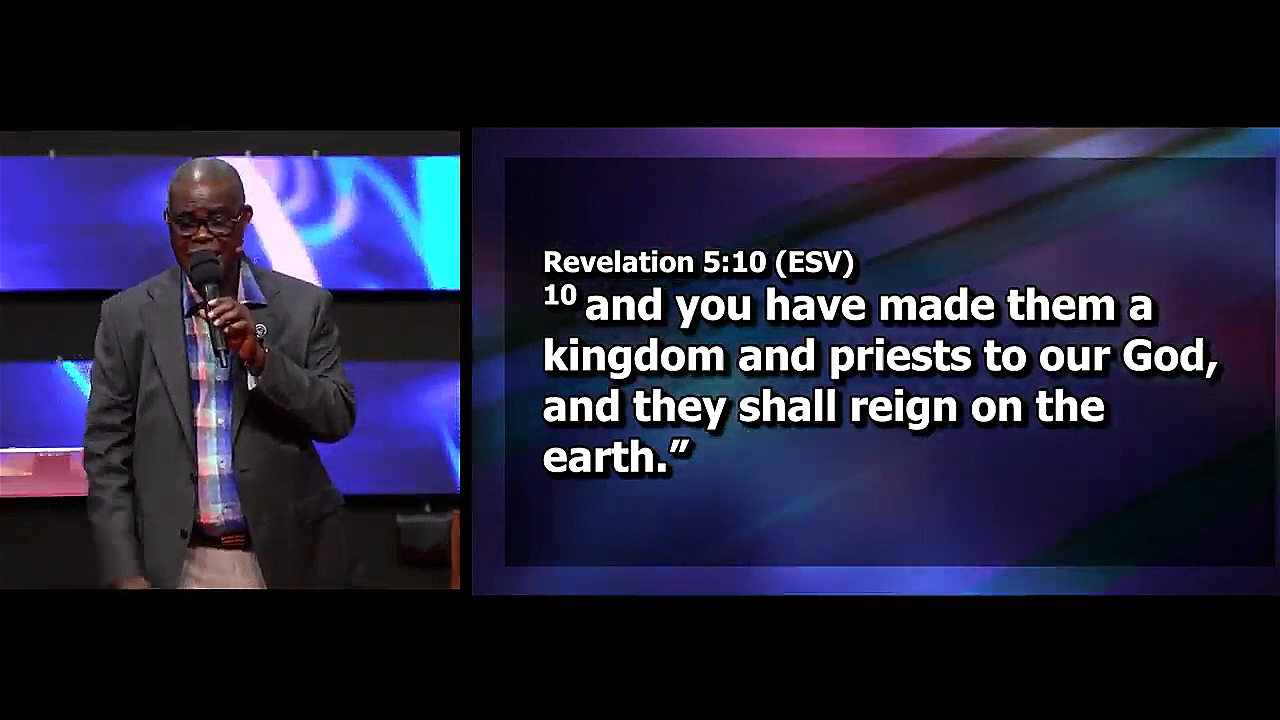 Revelation 5:10 (ESV)
10 and you have made them a
kingdom and priests to our God,
and they shall reign on the
earth.”